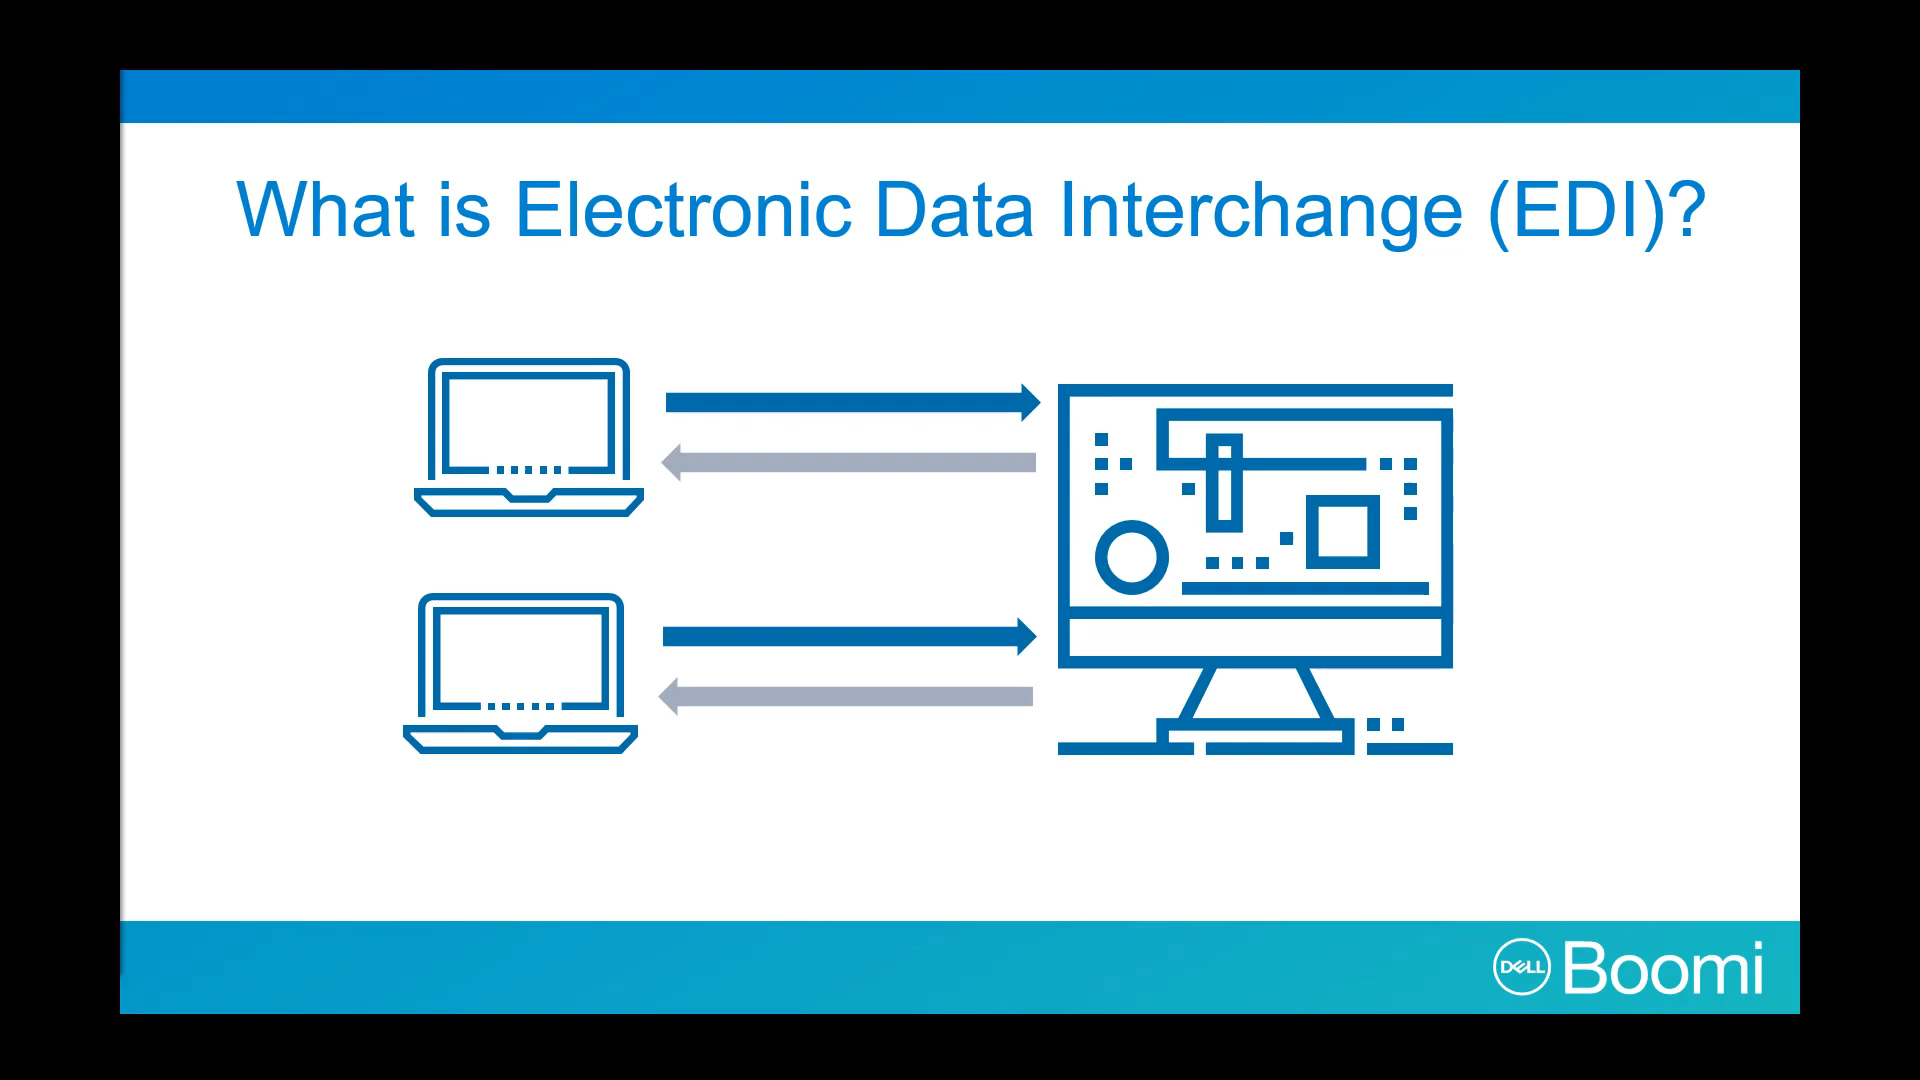 What is Electronic Data Interchange (EDI)?
DELL Boomi